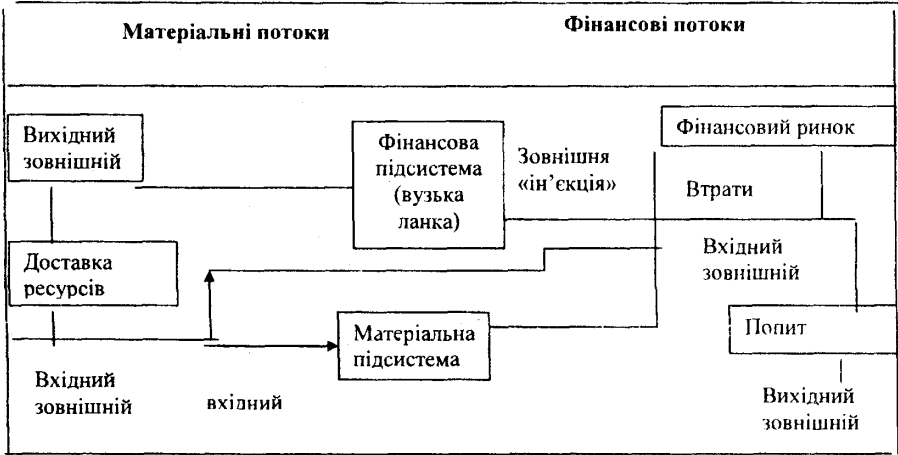 Матеріальні потоки
Фінансові потоки
Вихідний
зовнішній
Фінансова
підсистема
(вузька
ланка)
Зовнішня
«ін’єкція»
Фінансовий ринок
Втрати
Доставка
ресурсів
Вхідний
зовнішній
Матеріальна
підсистема
Попит
Вхідний
зовнішній
вхідний
Вихідний
зовнішній